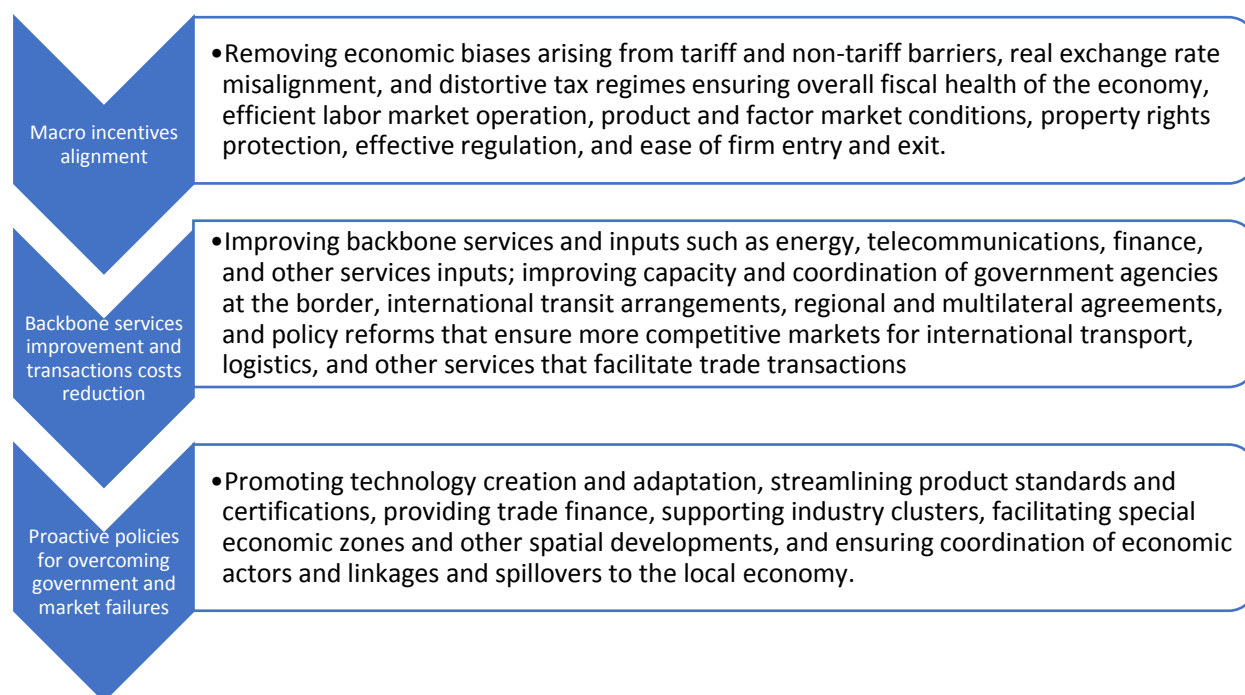 Macro incentives
alignment
•Removing economic biases arising from tariff and non-tariff barriers, real exchange rate
misalignment, and distortive tax regimes ensuring overall fiscal health of the economy,
efficient labor market operation, product and factor market conditions, property rights
protection, effective regulation, and ease of firm entry and exit.
Backbone services
improvement and
transactions costs
reduction
•Improving backbone services and inputs such as energy, telecommunications, finance,
and other services inputs; improving capacity and coordination of government agencies
at the border, international transit arrangements, regional and multilateral agreements,
and policy reforms that ensure more competitive markets for international transport,
logistics, and other services that facilitate trade transactions
Proactive policies
for overcoming
government and
market failures
•Promoting technology creation and adaptation, streamlining product standards and
certifications, providing trade finance, supporting industry clusters, facilitating special
economic zones and other spatial developments, and ensuring coordination of economic
actors and linkages and spillovers to the local economy.